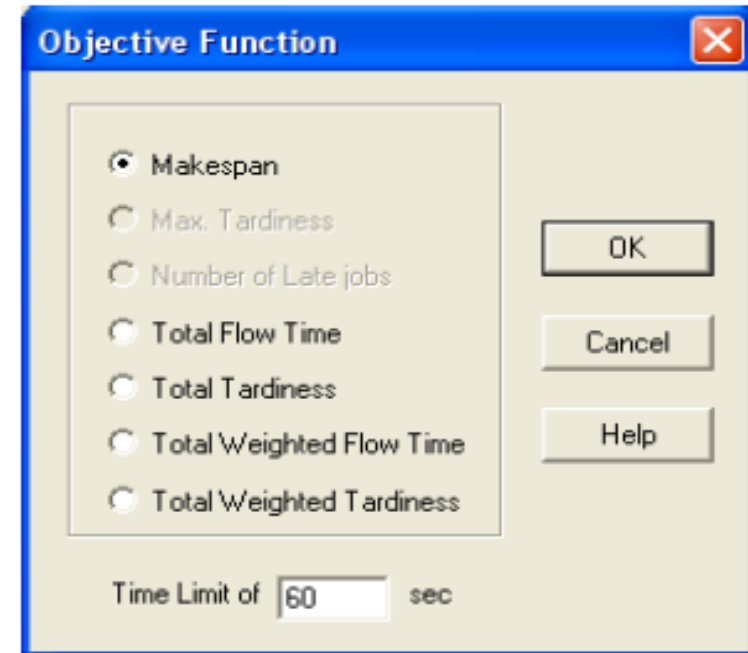 Objective Function
Makespan
Max. Tardiness
Number of Late jobs
Total Flow Time
Total Tardiness
Total Weighted Flow Time
Total Weighted Tardiness
OK
Cancel
Help
Time Limit of 60 sec